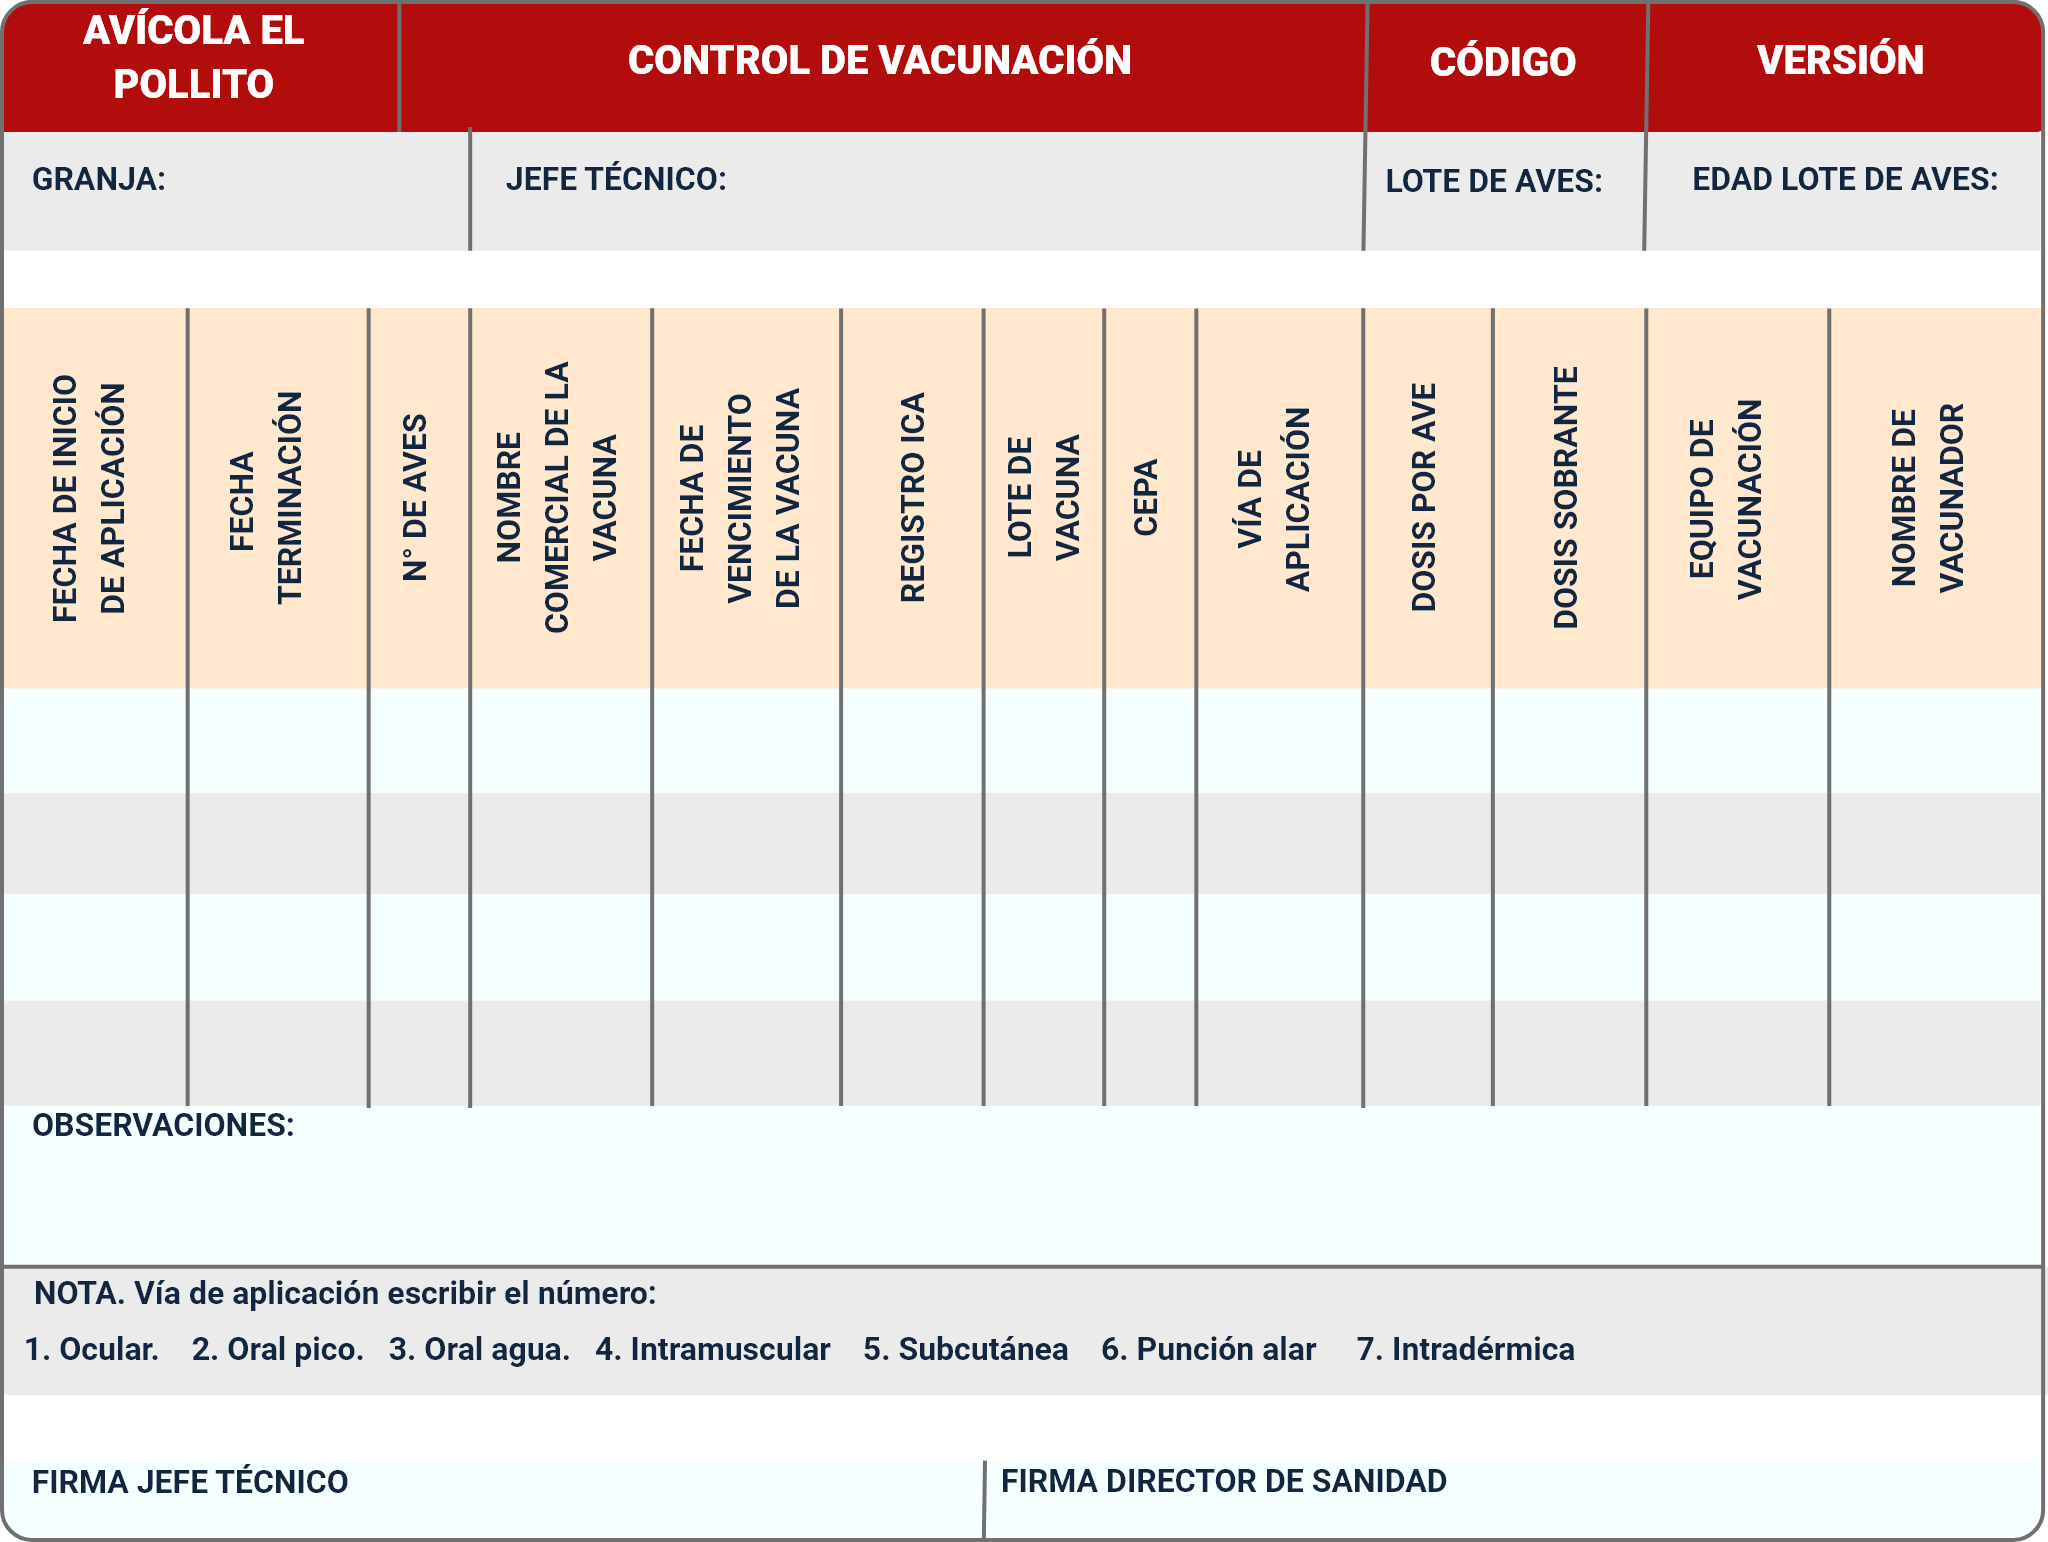 AVÍCOLA EL
POLLITO
CONTROL DE VACUNACIÓN
CÓDIGO
VERSIÓN
GRANJA:
JEFE TÉCNICO:
LOTE DE AVES:
EDAD LOTE DE AVES:
FECHA DE INICIO
DE APLICACIÓN
FECHA
TERMINACIÓN
N° DE AVES
NOMBRE
COMERCIAL DE LA
VACUNA
FECHA DE
VENCIMIENTO
DE LA VACUNA
REGISTRO ICA
LOTE DE
VACUNA
CEPA
VÍA DE
APLICACIÓN
DOSIS POR AVE
DOSIS SOBRANTE
EQUIPO DE
VACUNACIÓN
NOMBRE DE
VACUNADOR
OBSERVACIONES:
NOTA. Vía de aplicación escribir el número:
1. Ocular. 2. Oral pico. 3. Oral agua. 4. Intramuscular 5. Subcutánea 6. Punción alar 7. Intradérmica
FIRMA JEFE TÉCNICO
FIRMA DIRECTOR DE SANIDAD